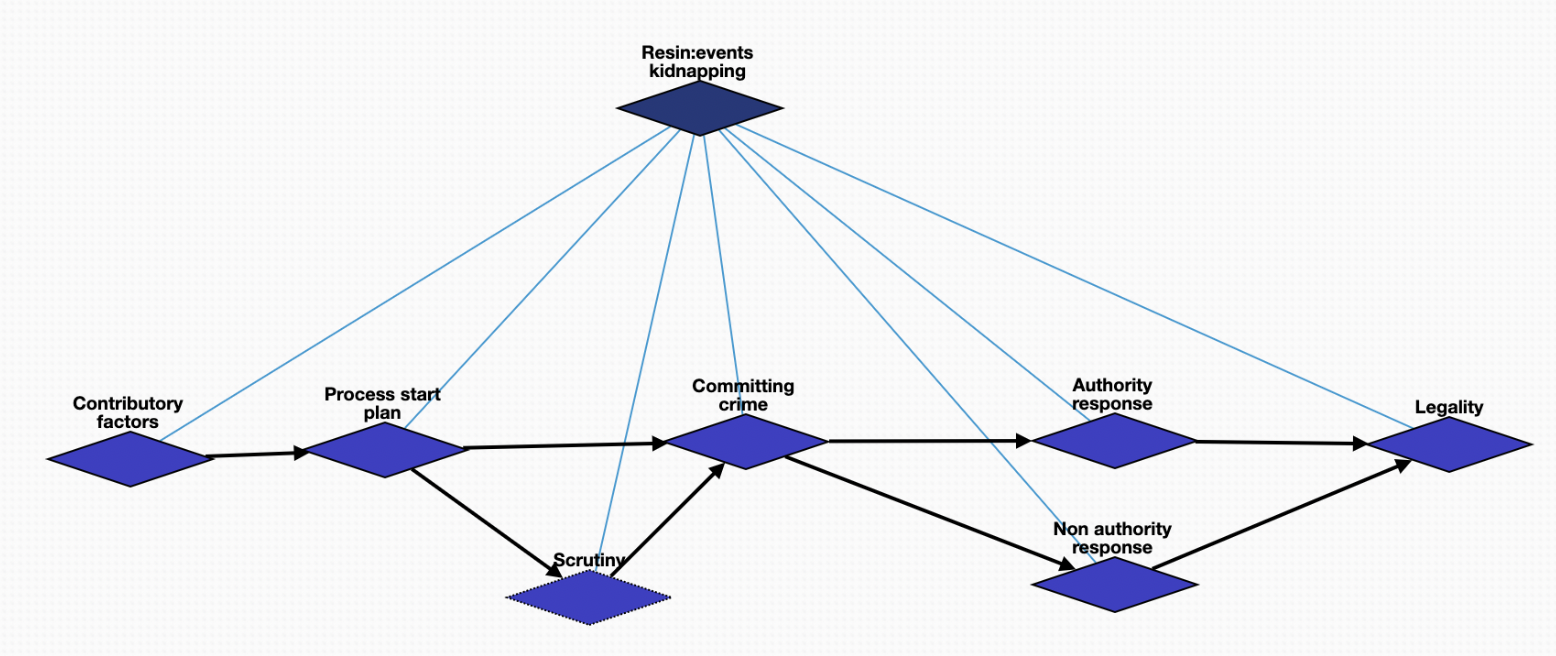 Resin:events
kidnapping
Contributory
factors
Process start
plan
Committing
crime
Authority
response
Legality
Scrutiny
Non authority
response